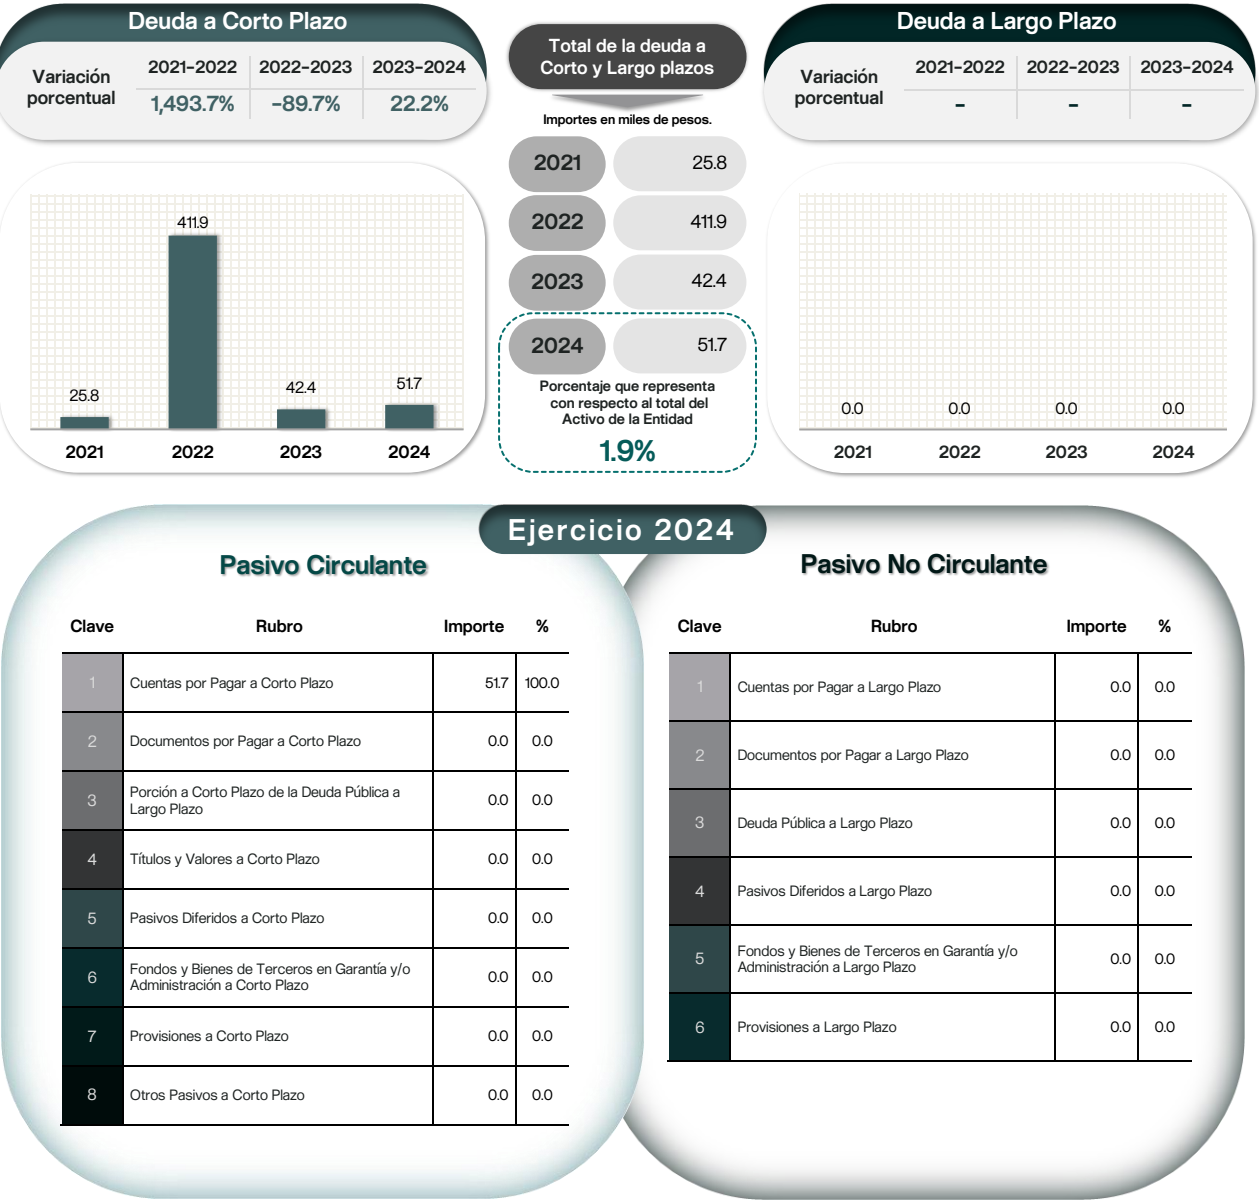 Deuda a Corto Plazo
Variación
porcentual
2021-2022 2022-2023 2023-2024
1,493.7% -89.7% 22.2%
411.9
25.8
42.4
51.7
2021 2022 2023 2024
Total de la deuda a
Corto y Largo plazos
Importes en miles de pesos.
2021 25.8
2022 411.9
2023 42.4
2024 51.7
Porcentaje que representa
con respecto al total del
Activo de la Entidad
1.9%
Deuda a Largo Plazo
Variación
porcentual
2021-2022 2022-2023 2023-2024
- - -
0.0 0.0 0.0 0.0
2021 2022 2023 2024
Ejercicio 2024
Pasivo Circulante
Clave Rubro Importe %
1 Cuentas por Pagar a Corto Plazo 51.7 100.0
2 Documentos por Pagar a Corto Plazo 0.0 0.0
3 Porción a Corto Plazo de la Deuda Pública a
Largo Plazo 0.0 0.0
4 Títulos y Valores a Corto Plazo 0.0 0.0
5 Pasivos Diferidos a Corto Plazo 0.0 0.0
6 Fondos y Bienes de Terceros en Garantía y/o
Administración a Corto Plazo 0.0 0.0
7 Provisiones a Corto Plazo 0.0 0.0
8 Otros Pasivos a Corto Plazo 0.0 0.0
Pasivo No Circulante
Clave Rubro Importe %
1 Cuentas por Pagar a Largo Plazo 0.0 0.0
2 Documentos por Pagar a Largo Plazo 0.0 0.0
3 Deuda Pública a Largo Plazo 0.0 0.0
4 Pasivos Diferidos a Largo Plazo 0.0 0.0
5 Fondos y Bienes de Terceros en Garantía y/o
Administración a Largo Plazo 0.0 0.0
6 Provisiones a Largo Plazo 0.0 0.0